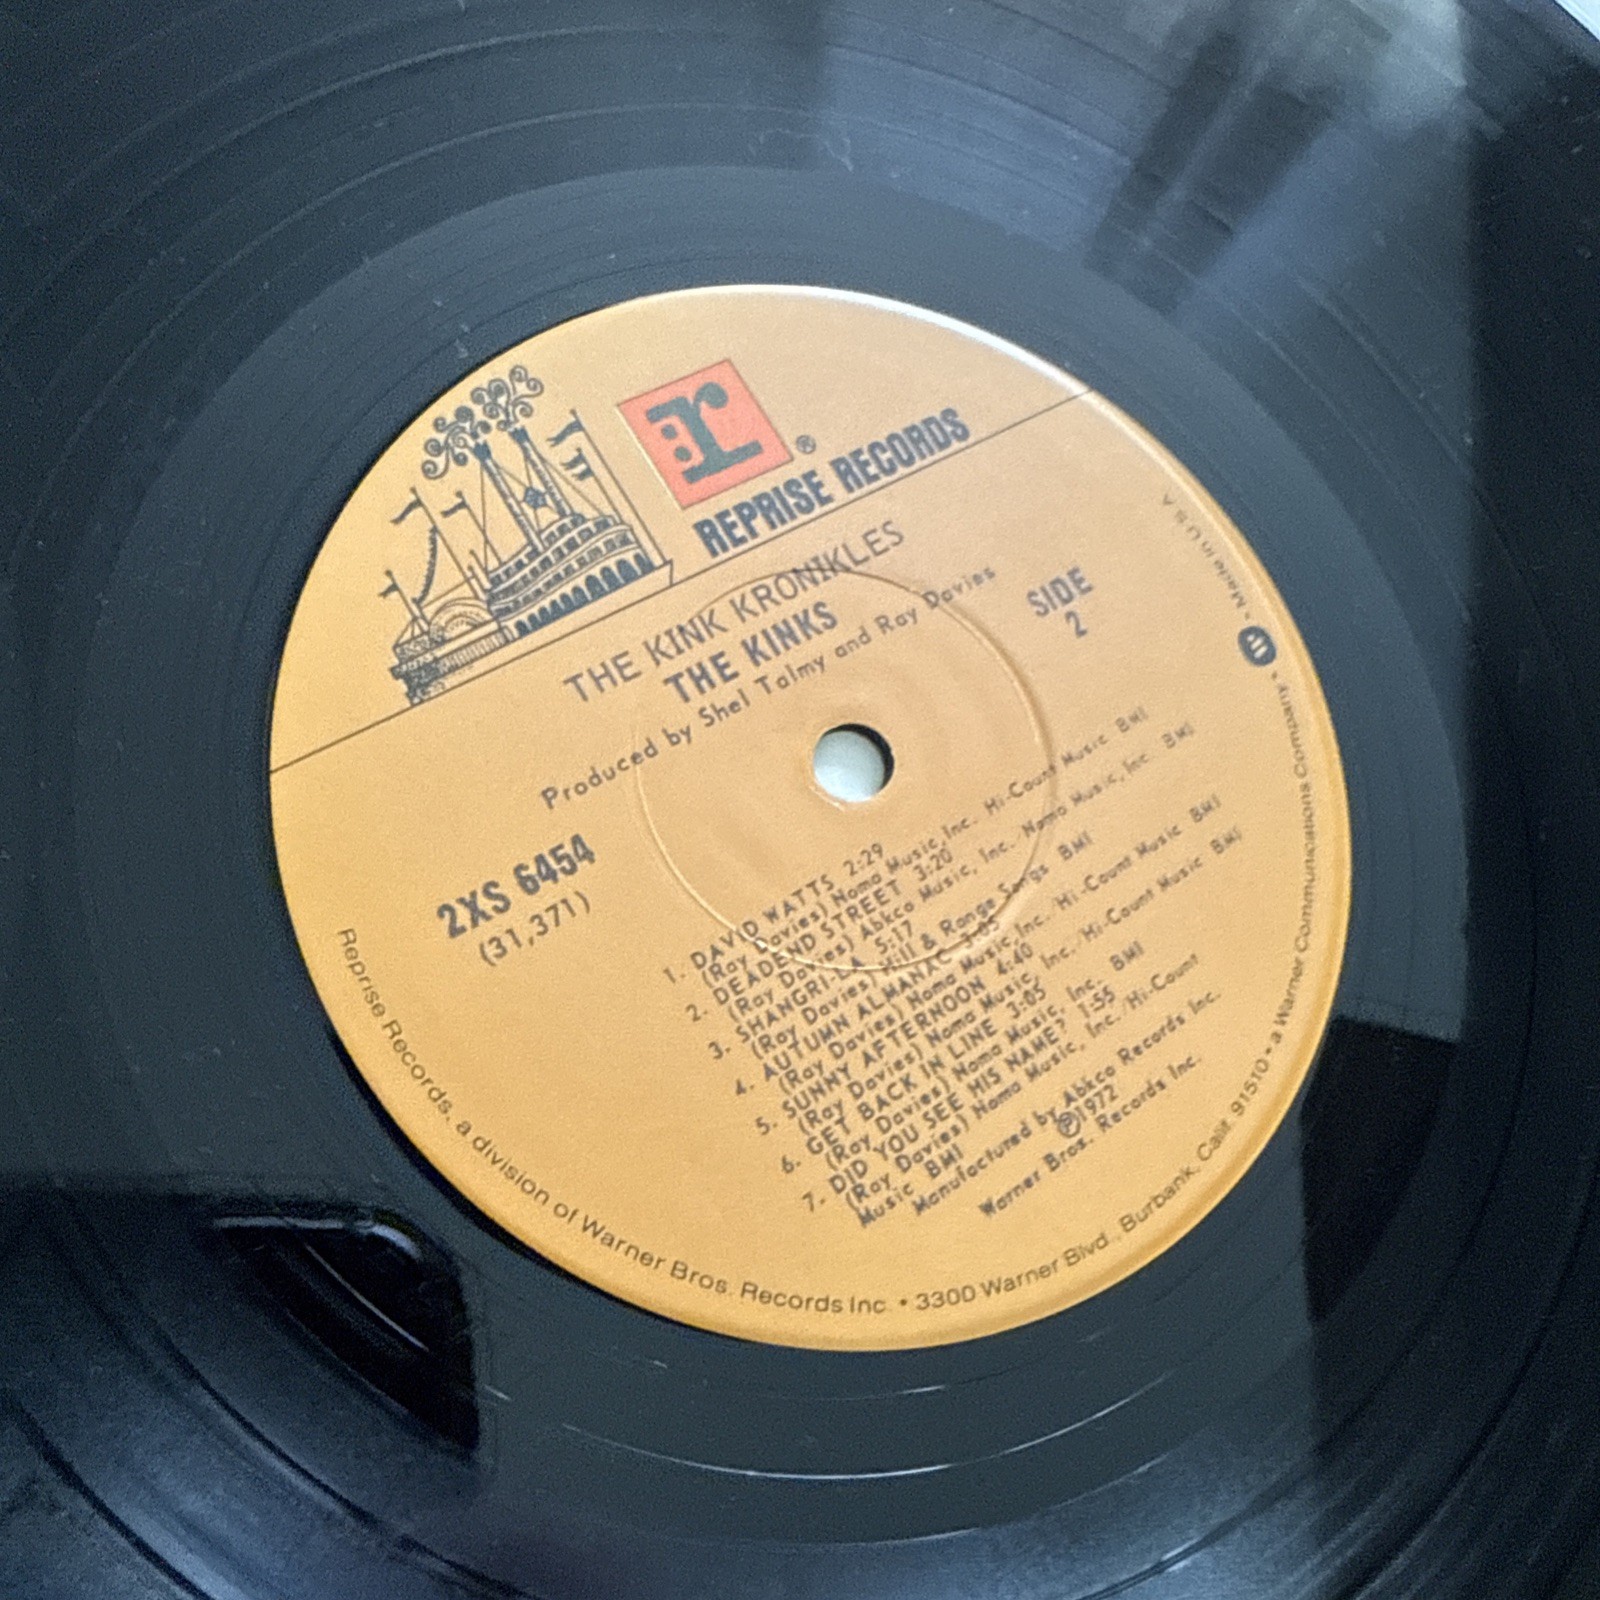 r
®
REPRISE RECORDS
THE KINK KRONIKLES
THE KINKS
Produced by Shel Talmy and Ray Davies
SIDE
2
2XS 6454
(31,371)
1. DAVID WATTS 2:29
(Ray Davies) Noma Music, Inc. Hi-Count Music BMI
2. DEADEND STREET 3:20
(Ray Davies) Abkco Music, Inc. Noma Music, Inc. BMI
3. SHANGRI-LA 5:17
(Ray Davies) Hill & Range Songs BMI
4. AUTUMN ALMANAC 3:05
(Ray Davies) Noma Music, Inc./Hi-Count Music BMI
5. SUNNY AFTERNOON 4:40
(Ray Davies) Noma Music, Inc./Hi-Count Music BMI
6. GET BACK IN LINE 3:05
(Ray Davies) Noma Music, Inc. BMI
7. DID YOU SEE HIS NAME? 1:55
(Ray Davies) Noma Music, Inc./Hi-Count
Music BMI
Manufactured by Abkco Records Inc.
℗1972
Warner Bros. Records Inc.
Reprise Records, a division of Warner Bros. Records Inc. • 3300 Warner Blvd., Burbank, Calif. 91510 • a Warner Communications Company • • Made in U S A